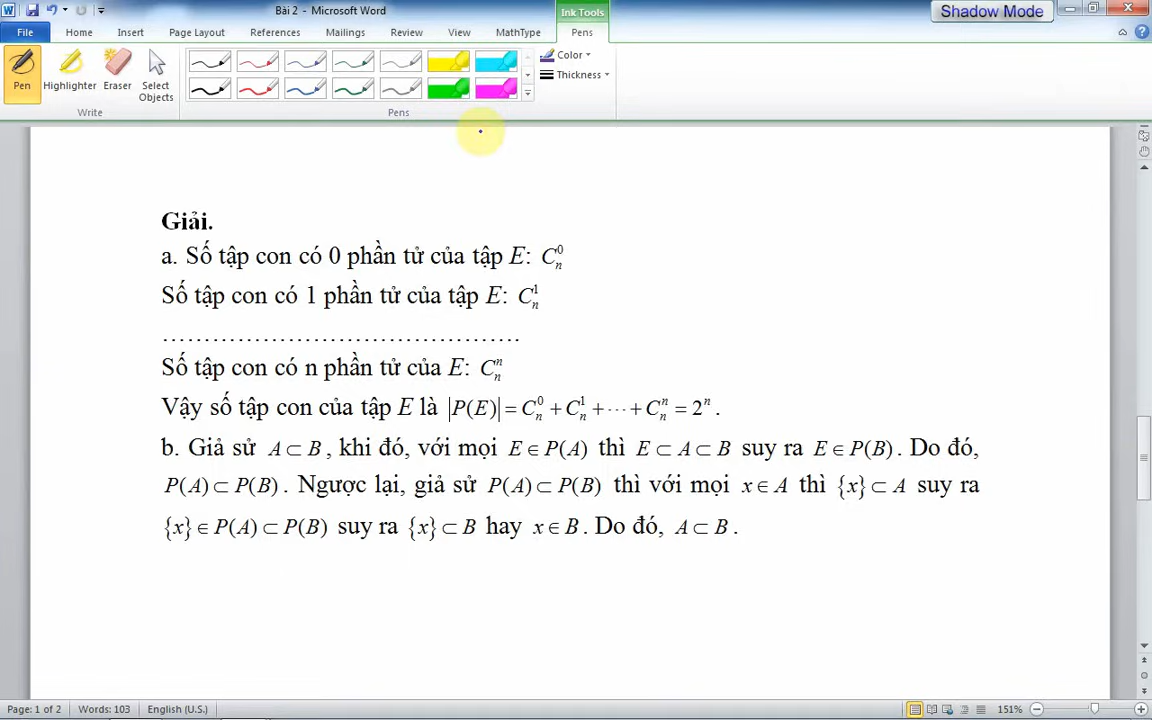 Bài 2 - Microsoft Word
Ink Tools
Shadow Mode
File Home Insert Page Layout References Mailings Review View MathType Pens
Pen Highlighter Eraser Select Objects
Color
Thickness
Write Pens
Giải.
a. Số tập con có 0 phần tử của tập E: C_n^0
Số tập con có 1 phần tử của tập E: C_n^1
……………………………………
Số tập con có n phần tử của E: C_n^n
Vậy số tập con của tập E là |P(E)| = C_n^0 + C_n^1 + ⋯ + C_n^n = 2^n .
b. Giả sử A ⊂ B , khi đó, với mọi E ∈ P(A) thì E ⊂ A ⊂ B suy ra E ∈ P(B). Do đó,
P(A) ⊂ P(B) . Ngược lại, giả sử P(A) ⊂ P(B) thì với mọi x ∈ A thì {x} ⊂ A suy ra
{x} ∈ P(A) ⊂ P(B) suy ra {x} ⊂ B hay x ∈ B. Do đó, A ⊂ B .
Page: 1 of 2 Words: 103 English (U.S.) 151%